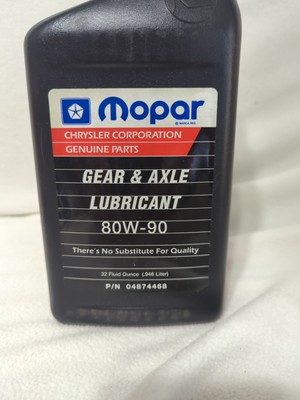 Mopar
CHRYSLER CORPORATION
GENUINE PARTS
GEAR & AXLE
LUBRICANT
80W-90
There's No Substitute For Quality
32 Fluid Ounce (.946 Liter)
P/N 04874468